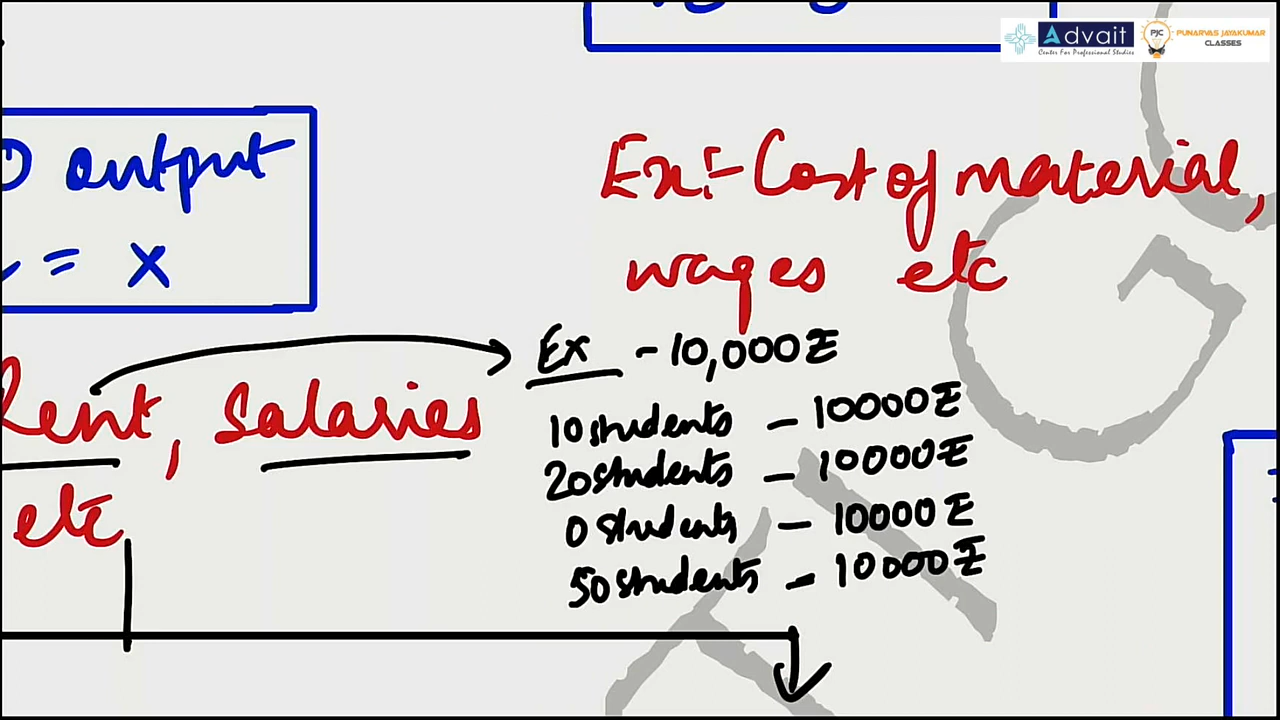 Advait
Center For Professional Studies
PJC
PUNARVAS JAYAKUMAR
CLASSES
output
= x
Ex:- Cost of material,
wages etc
Rent, Salaries
etc
Ex - 10,000 Z
10 students - 10000 Z
20 students - 10000 Z
0 students - 10000 Z
50 students - 10000 Z